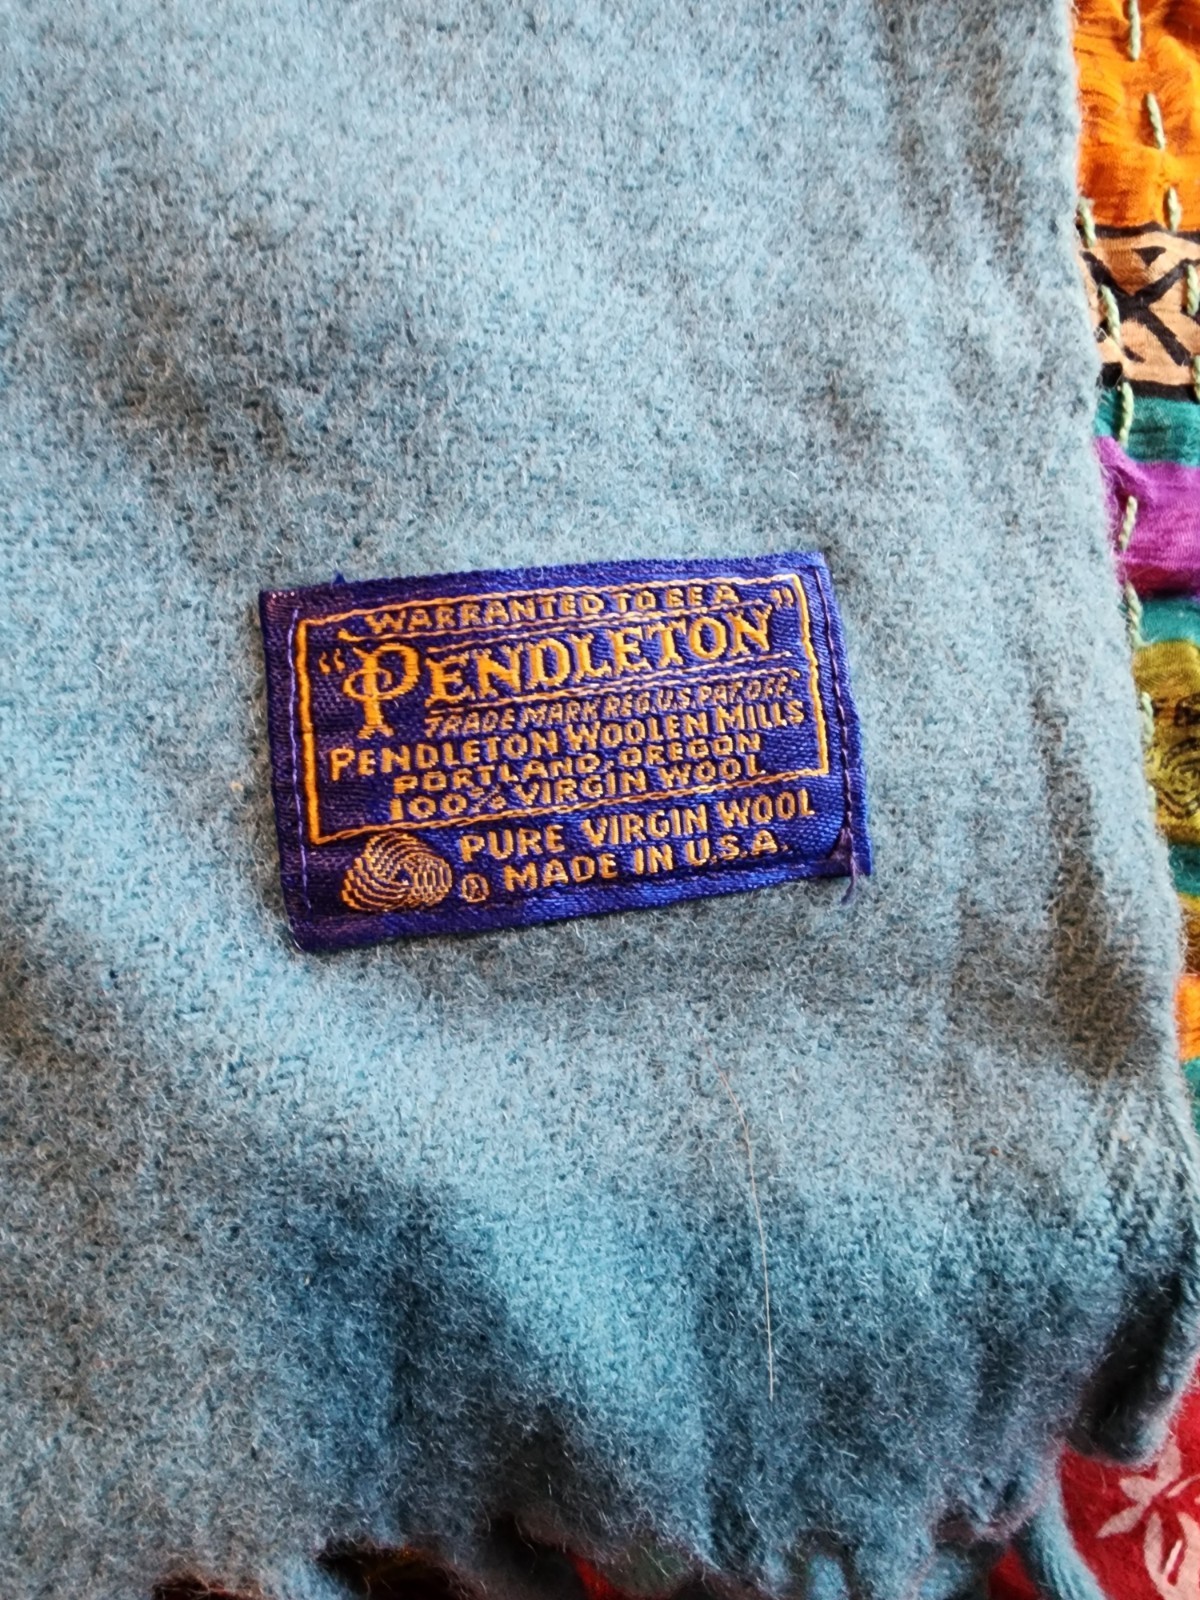 WARRANTED TO BE A
"PENDLETON"
TRADE MARK REG. U.S. PAT. OFF.
PENDLETON WOOLEN MILLS
PORTLAND, OREGON
100% VIRGIN WOOL
PURE VIRGIN WOOL
® MADE IN U.S.A.